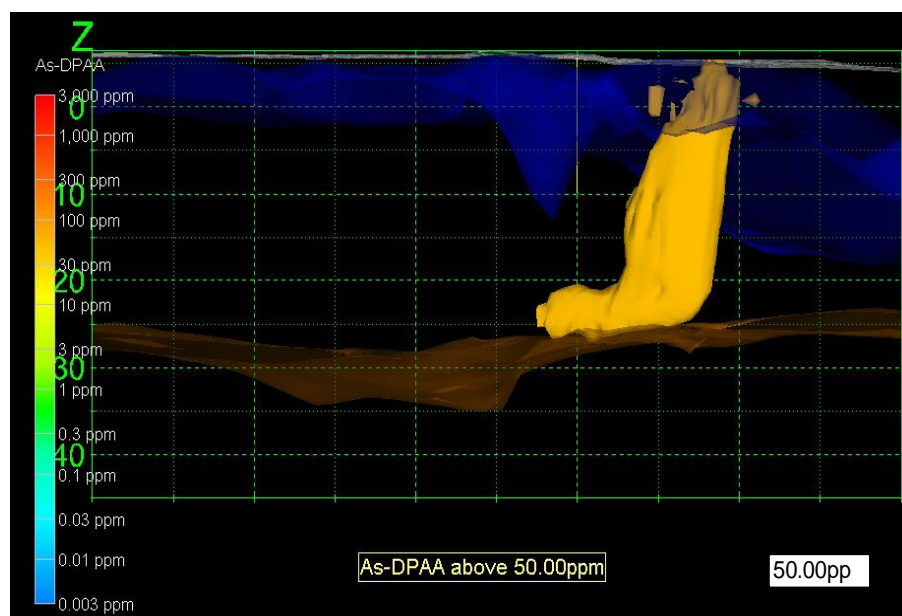 Z
As-DPAA
3,000 ppm
0
1,000 ppm
300 ppm
10
100 ppm
30 ppm
20
10 ppm
3 ppm
30
1 ppm
0.3 ppm
40
0.1 ppm
0.03 ppm
0.01 ppm
0.003 ppm
As-DPAA above 50.00ppm
50.00pp